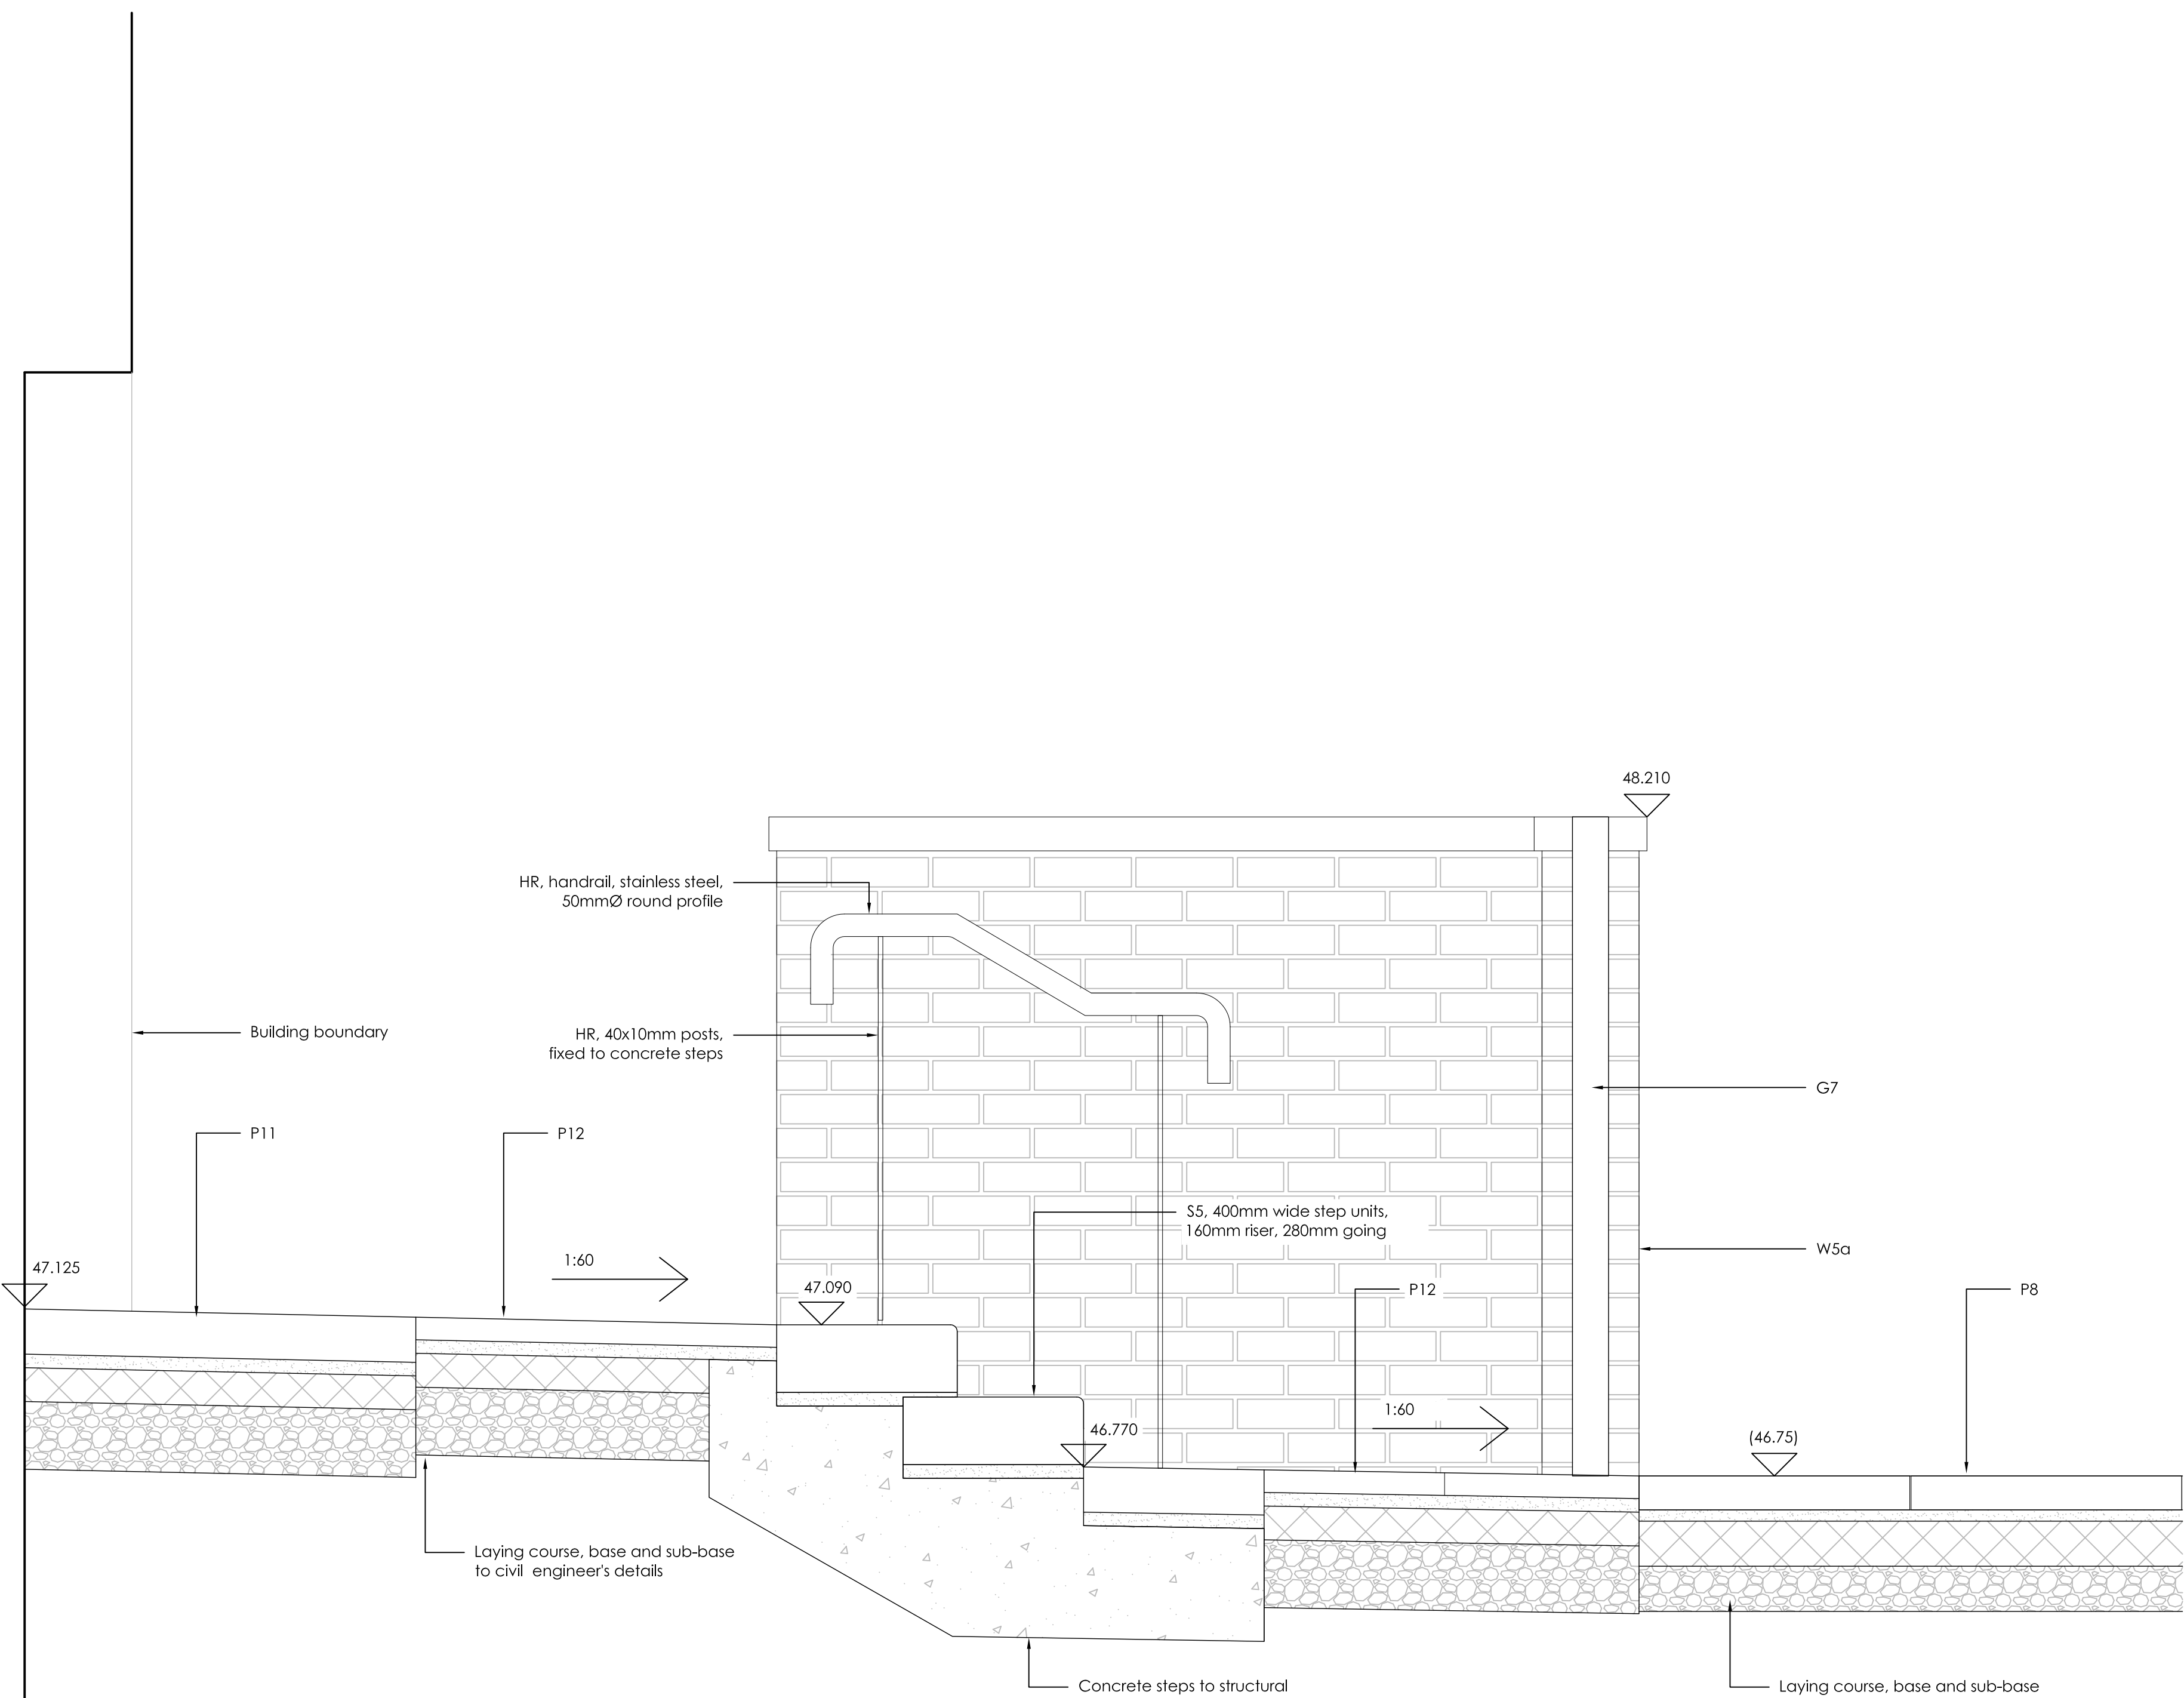 48.210
HR, handrail, stainless steel,
50mmØ round profile
Building boundary
HR, 40x10mm posts,
fixed to concrete steps
G7
P11
P12
S5, 400mm wide step units,
160mm riser, 280mm going
W5a
47.125
1:60
47.090
P12
P8
1:60
46.770
(46.75)
Laying course, base and sub-base
to civil engineer's details
Concrete steps to structural
Laying course, base and sub-base